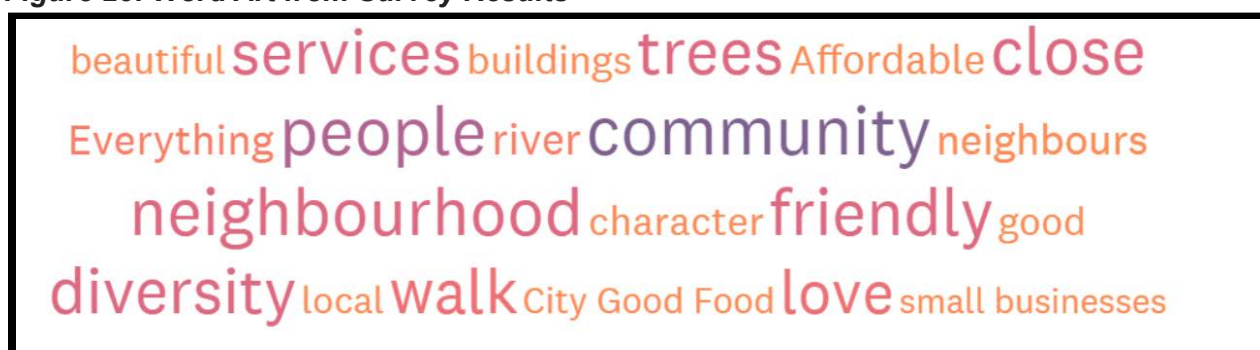 beautiful services buildings trees Affordable close
Everything people river community neighbours
neighbourhood character friendly good
diversity local walk City Good Food love small businesses